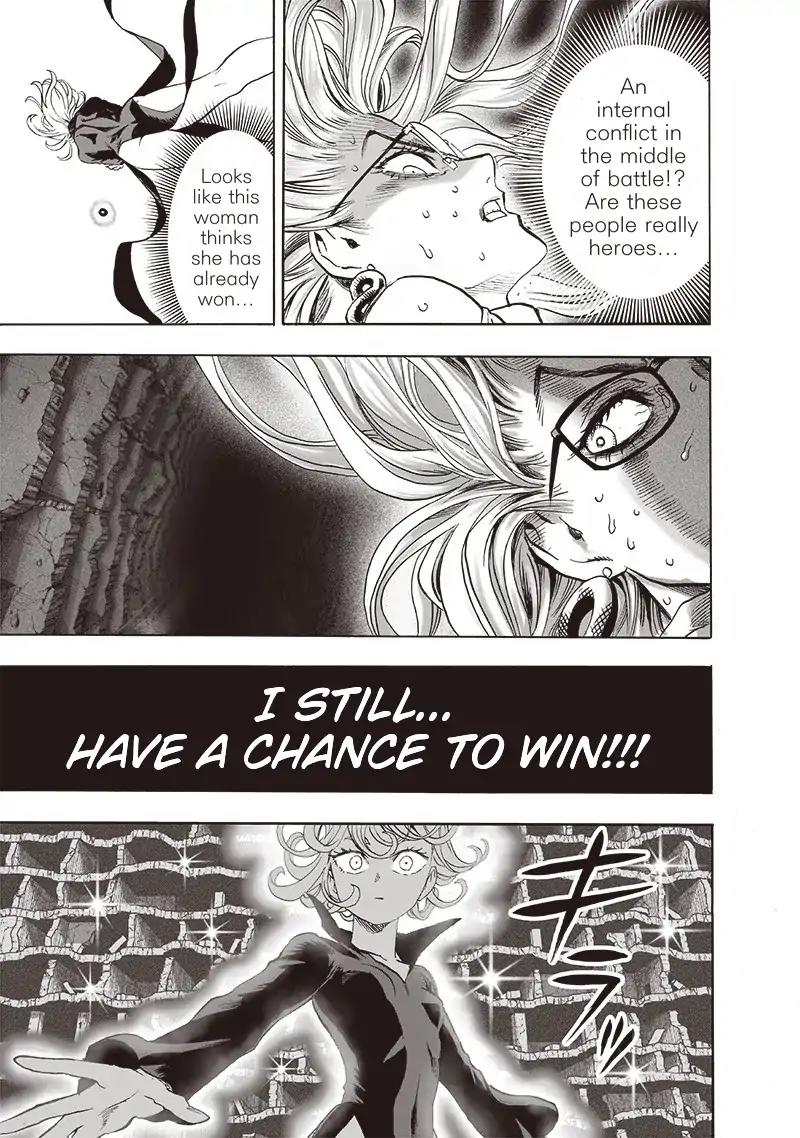 An
internal
conflict in
the middle
of battle!?
Are these
people really
heroes...
Looks
like this
woman
thinks
she has
already
won...
I STILL...
HAVE A CHANCE TO WIN!!!
キラッ